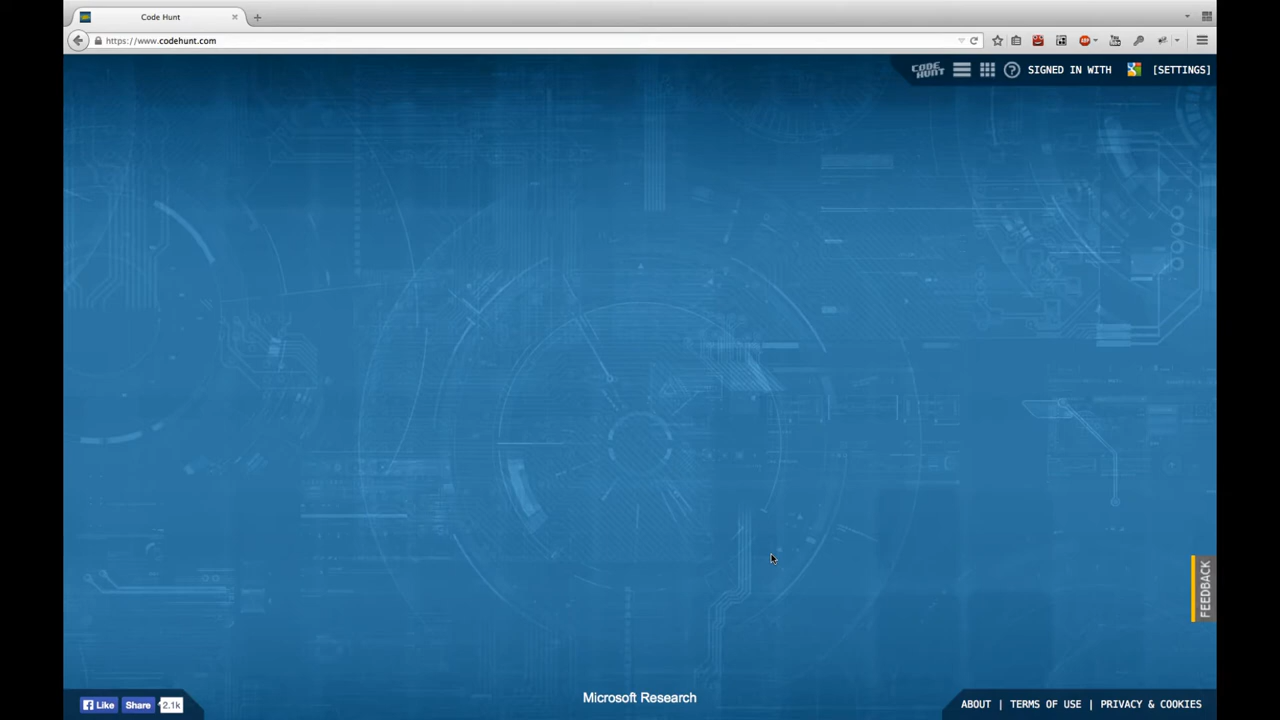 Code Hunt
https://www.codehunt.com
CODE HUNT
SIGNED IN WITH
[SETTINGS]
FEEDBACK
Like
Share
2.1k
Microsoft Research
ABOUT | TERMS OF USE | PRIVACY & COOKIES